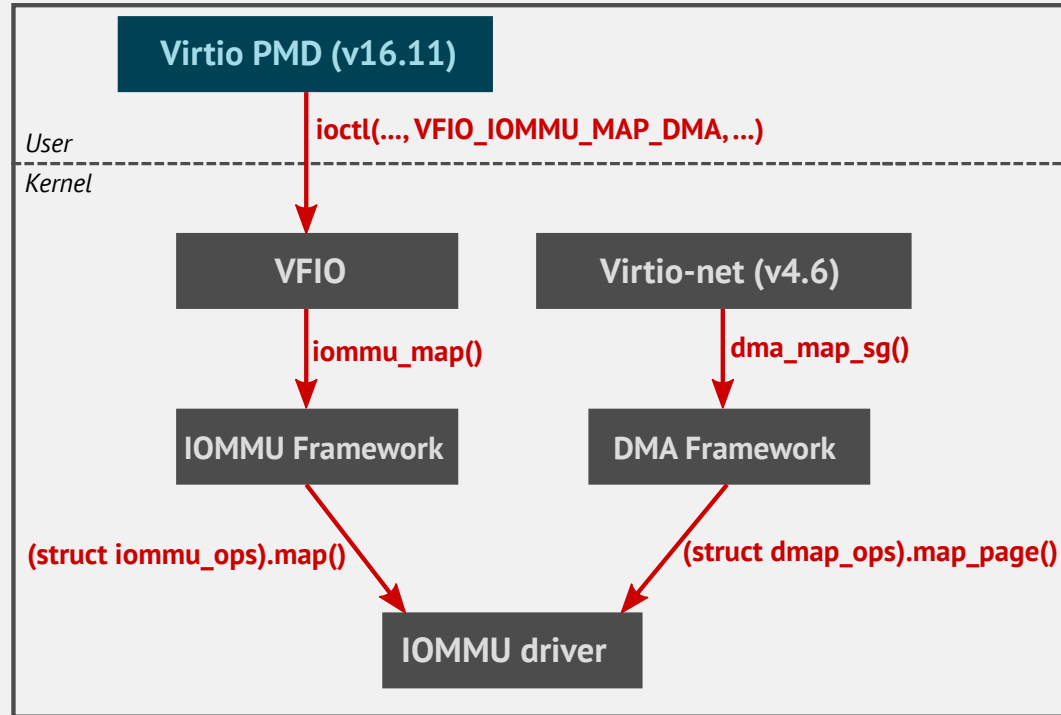 Virtio PMD (v16.11)
ioctl(..., VFIO_IOMMU_MAP_DMA, ...)
User
Kernel
VFIO
Virtio-net (v4.6)
iommu_map()
dma_map_sg()
IOMMU Framework
DMA Framework
(struct iommu_ops).map()
(struct dmap_ops).map_page()
IOMMU driver